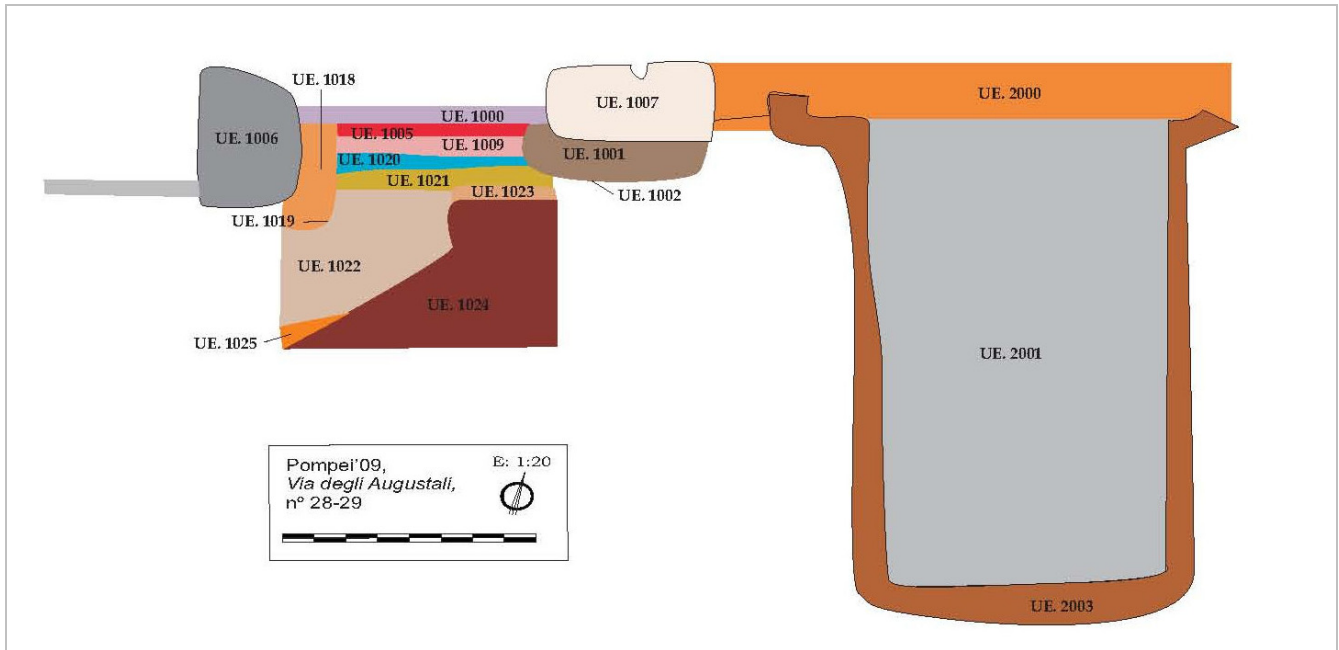 UE. 1018
UE. 1006
UE. 1000
UE. 1007
UE. 2000
UE. 1005
UE. 1009
UE. 1001
UE. 1020
UE. 1021
UE. 1023
UE. 1002
UE. 1019
UE. 1022
UE. 1024
UE. 1025
UE. 2001
UE. 2003
Pompei'09,
Via degli Augustali,
nº 28-29
E: 1:20